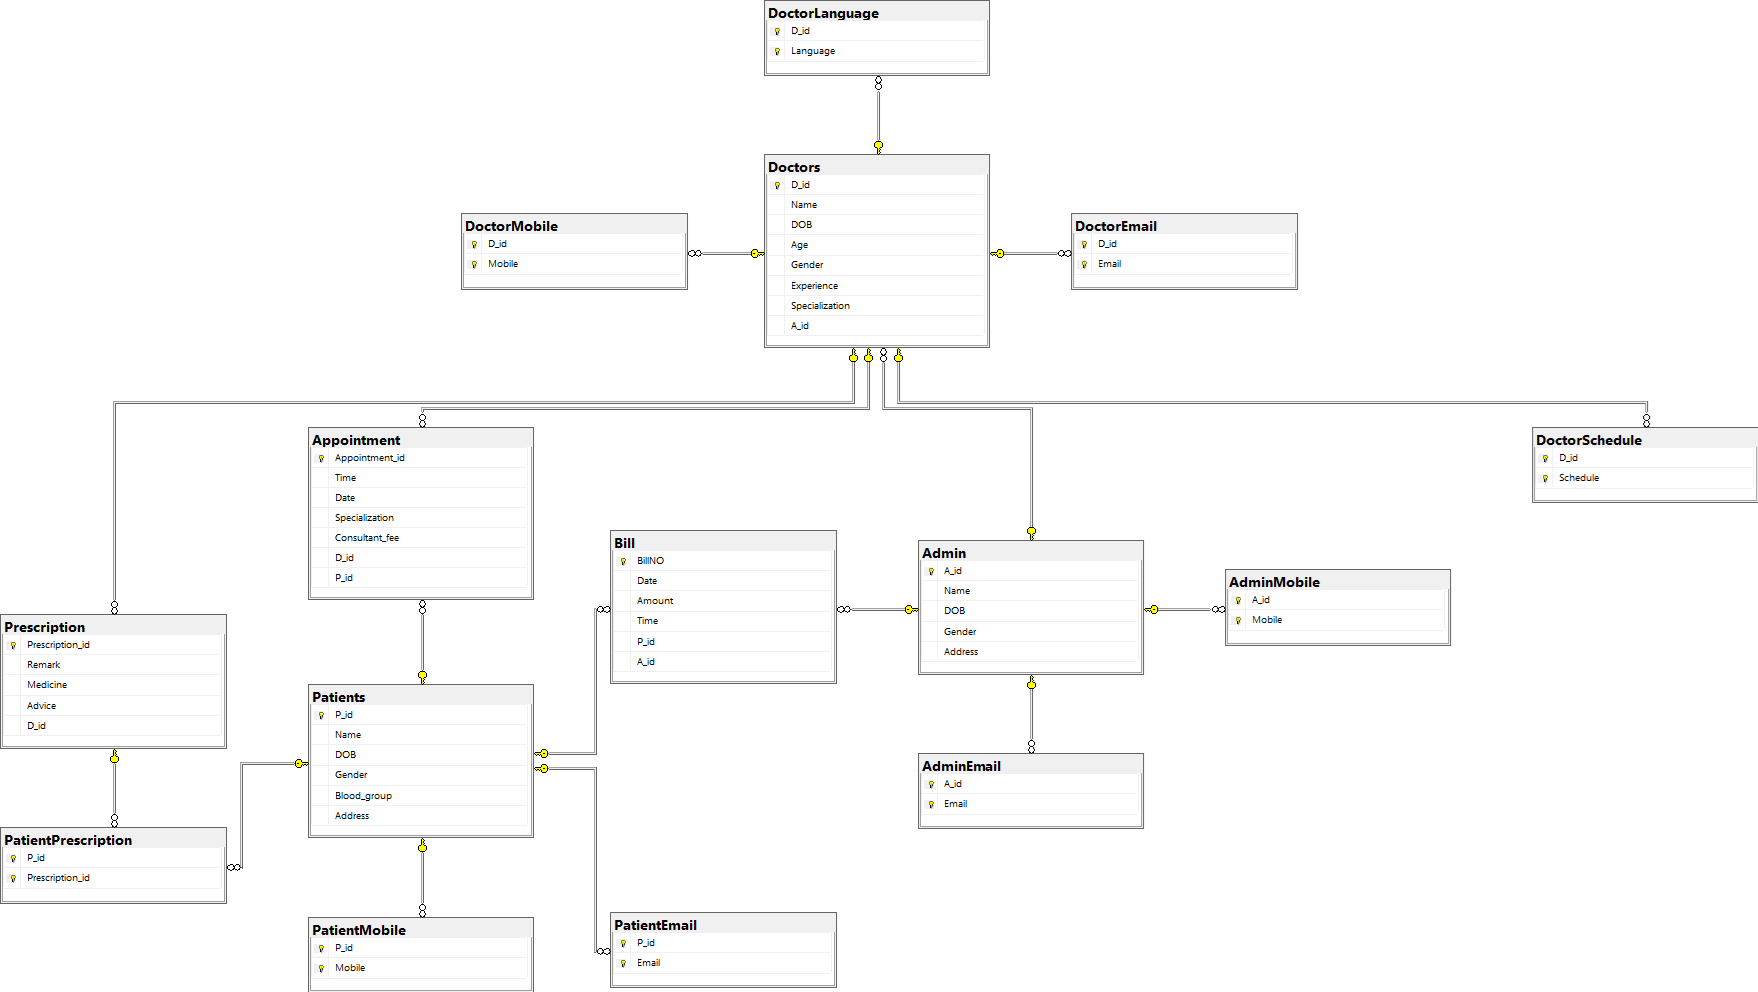 DoctorLanguage
D_id
Language
Doctors
D_id
Name
DOB
Age
Gender
Experience
Specialization
A_id
DoctorMobile
D_id
Mobile
DoctorEmail
D_id
Email
Appointment
Appointment_id
Time
Date
Specialization
Consultant_fee
D_id
P_id
DoctorSchedule
D_id
Schedule
Bill
BillNO
Date
Amount
Time
P_id
A_id
Admin
A_id
Name
DOB
Gender
Address
AdminMobile
A_id
Mobile
Prescription
Prescription_id
Remark
Medicine
Advice
D_id
Patients
P_id
Name
DOB
Gender
Blood_group
Address
AdminEmail
A_id
Email
PatientPrescription
P_id
Prescription_id
PatientMobile
P_id
Mobile
PatientEmail
P_id
Email